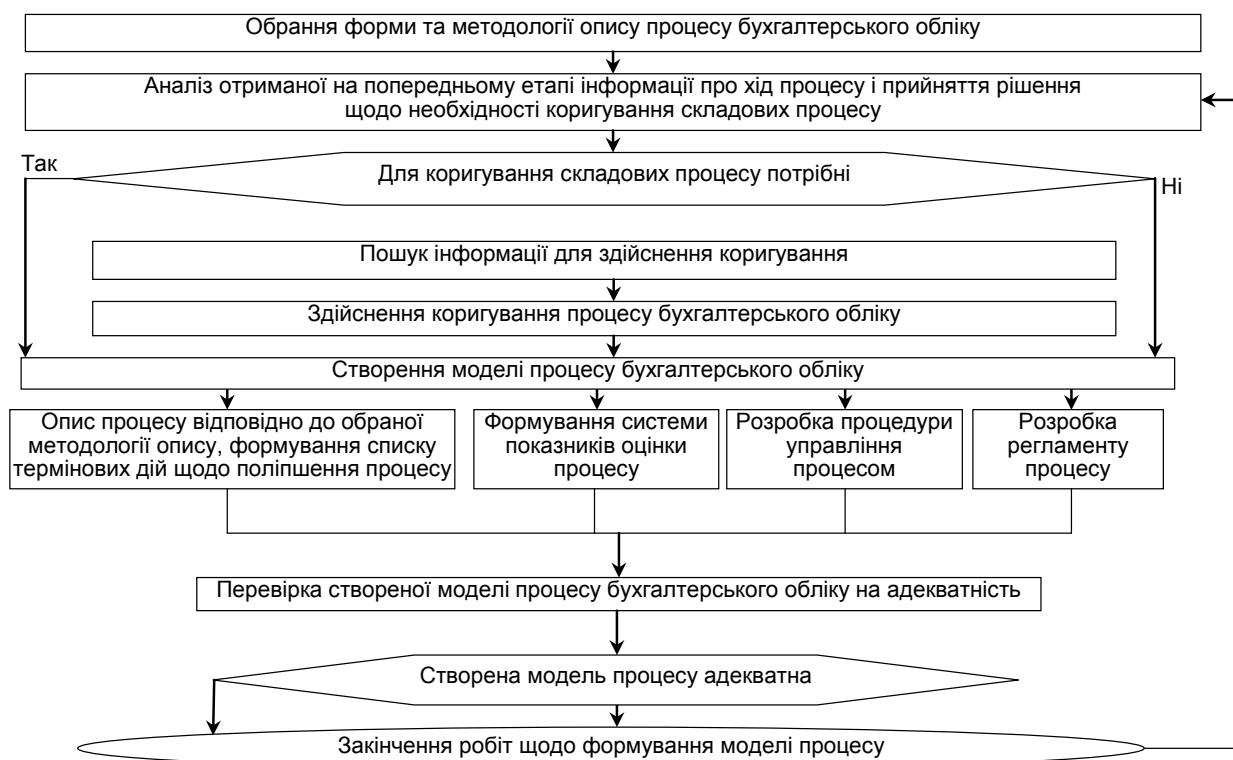 Обрання форми та методології опису процесу бухгалтерського обліку
Аналіз отриманої на попередньому етапі інформації про хід процесу і прийняття рішення
щодо необхідності коригування складових процесу
Так
Для коригування складових процесу потрібні
Ні
Пошук інформації для здійснення коригування
Здійснення коригування процесу бухгалтерського обліку
Створення моделі процесу бухгалтерського обліку
Опис процесу відповідно до обраної
методології опису, формування списку
термінових дій щодо поліпшення процесу
Формування системи
показників оцінки
процесу
Розробка процедури
управління
процесом
Розробка
регламенту
процесу
Перевірка створеної моделі процесу бухгалтерського обліку на адекватність
Створена модель процесу адекватна
Закінчення робіт щодо формування моделі процесу